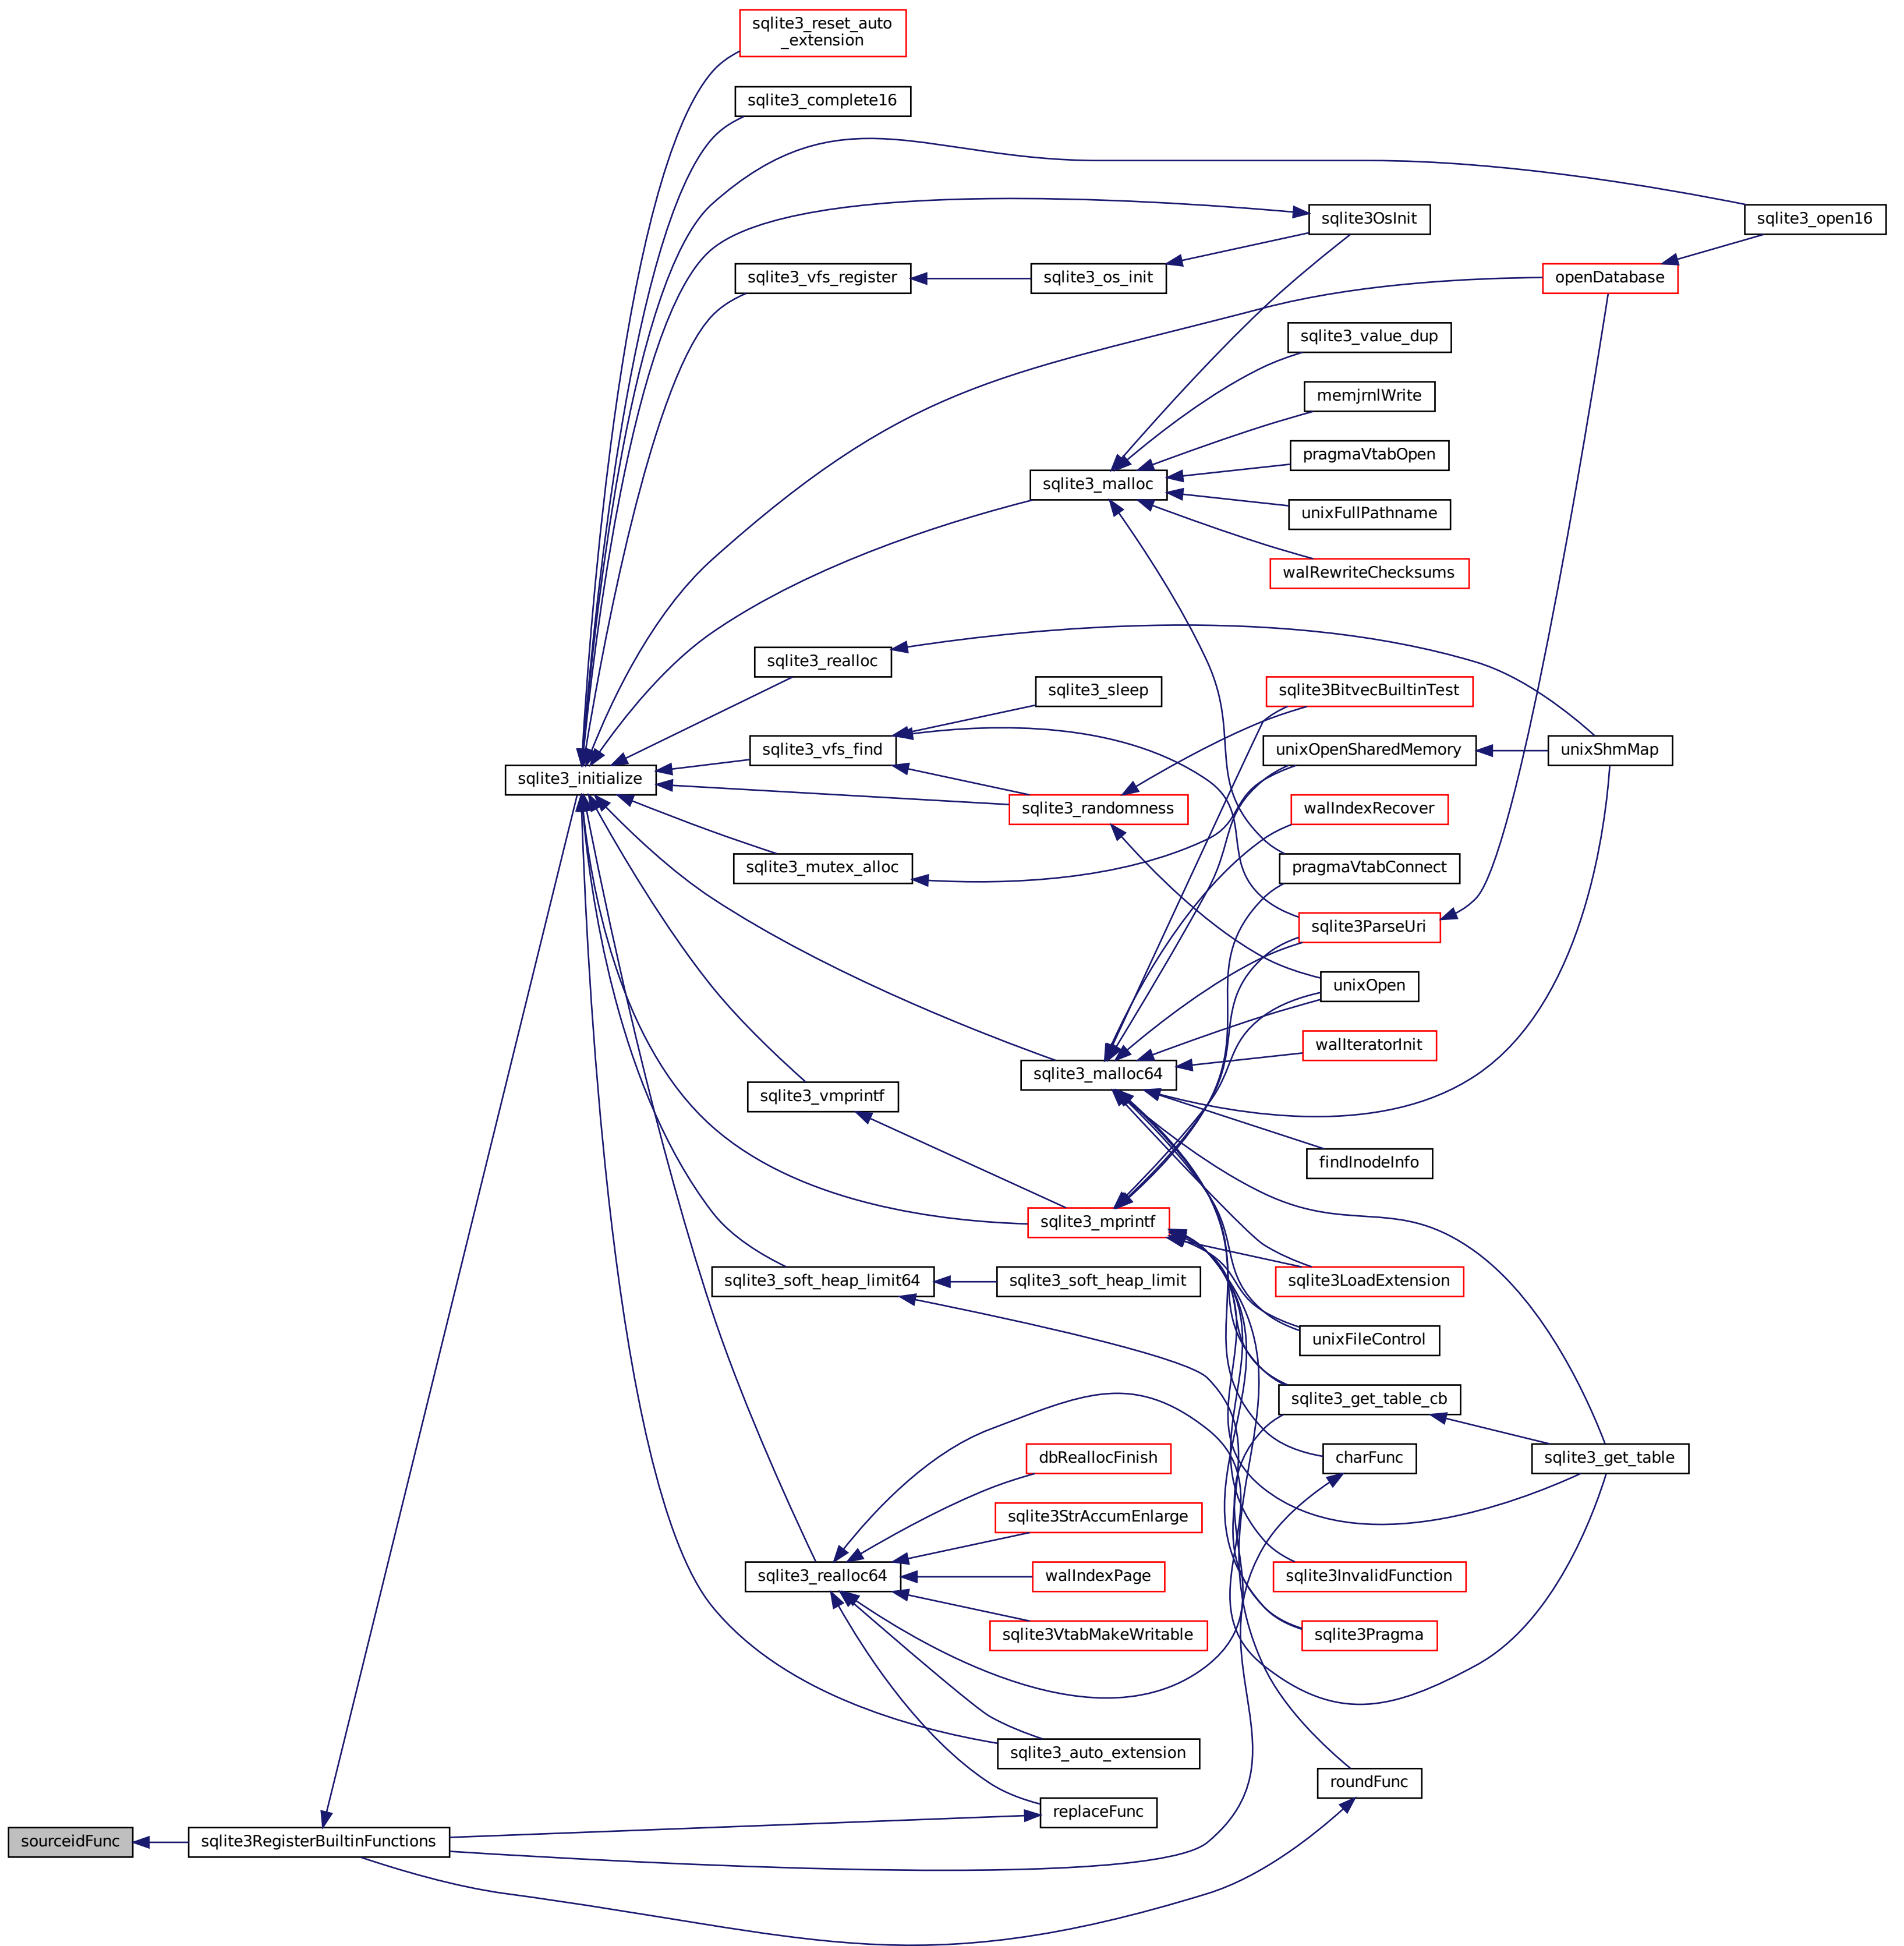 sqlite3_reset_auto
_extension
sqlite3_complete16
sqlite3OsInit
sqlite3_open16
sqlite3_vfs_register
sqlite3_os_init
openDatabase
sqlite3_value_dup
memjrnlWrite
pragmaVtabOpen
sqlite3_malloc
unixFullPathname
walRewriteChecksums
sqlite3_realloc
sqlite3_sleep
sqlite3BitvecBuiltinTest
sqlite3_vfs_find
unixOpenSharedMemory
unixShmMap
sqlite3_initialize
sqlite3_randomness
walIndexRecover
sqlite3_mutex_alloc
pragmaVtabConnect
sqlite3ParseUri
unixOpen
walIteratorInit
sqlite3_malloc64
sqlite3_vmprintf
findInodeInfo
sqlite3_mprintf
sqlite3_soft_heap_limit64
sqlite3_soft_heap_limit
sqlite3LoadExtension
unixFileControl
sqlite3_get_table_cb
dbReallocFinish
charFunc
sqlite3_get_table
sqlite3StrAccumEnlarge
sqlite3_realloc64
walIndexPage
sqlite3InvalidFunction
sqlite3VtabMakeWritable
sqlite3Pragma
sqlite3_auto_extension
roundFunc
replaceFunc
sourceidFunc
sqlite3RegisterBuiltinFunctions